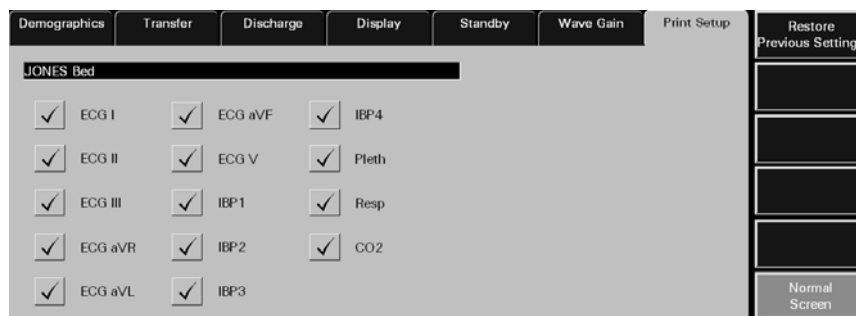 Demographics
Transfer
Discharge
Display
Standby
Wave Gain
Print Setup
Restore
Previous Setting
JONES Bed
ECG I
ECG aVF
IBP4
ECG II
ECG V
Pleth
ECG III
IBP1
Resp
ECG aVR
IBP2
CO2
ECG aVL
IBP3
Normal
Screen